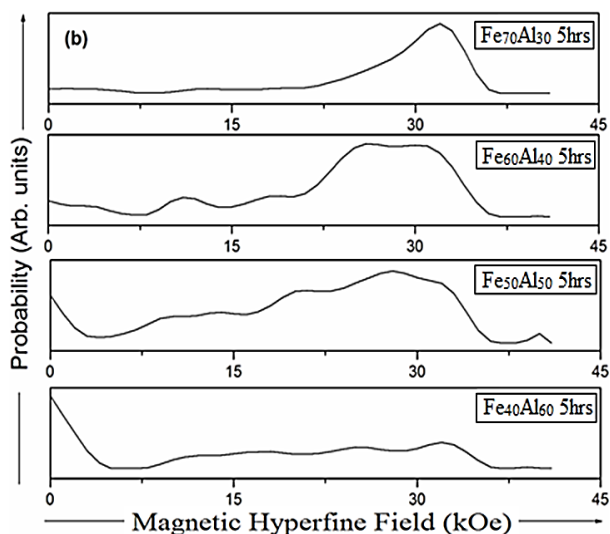 (b)
Fe70Al30 5hrs
0 15 30 45
Fe60Al40 5hrs
0 15 30 45
Fe50Al50 5hrs
0 15 30 45
Fe40Al60 5hrs
0 15 30 45
Probability (Arb. units)
Magnetic Hyperfine Field (kOe)